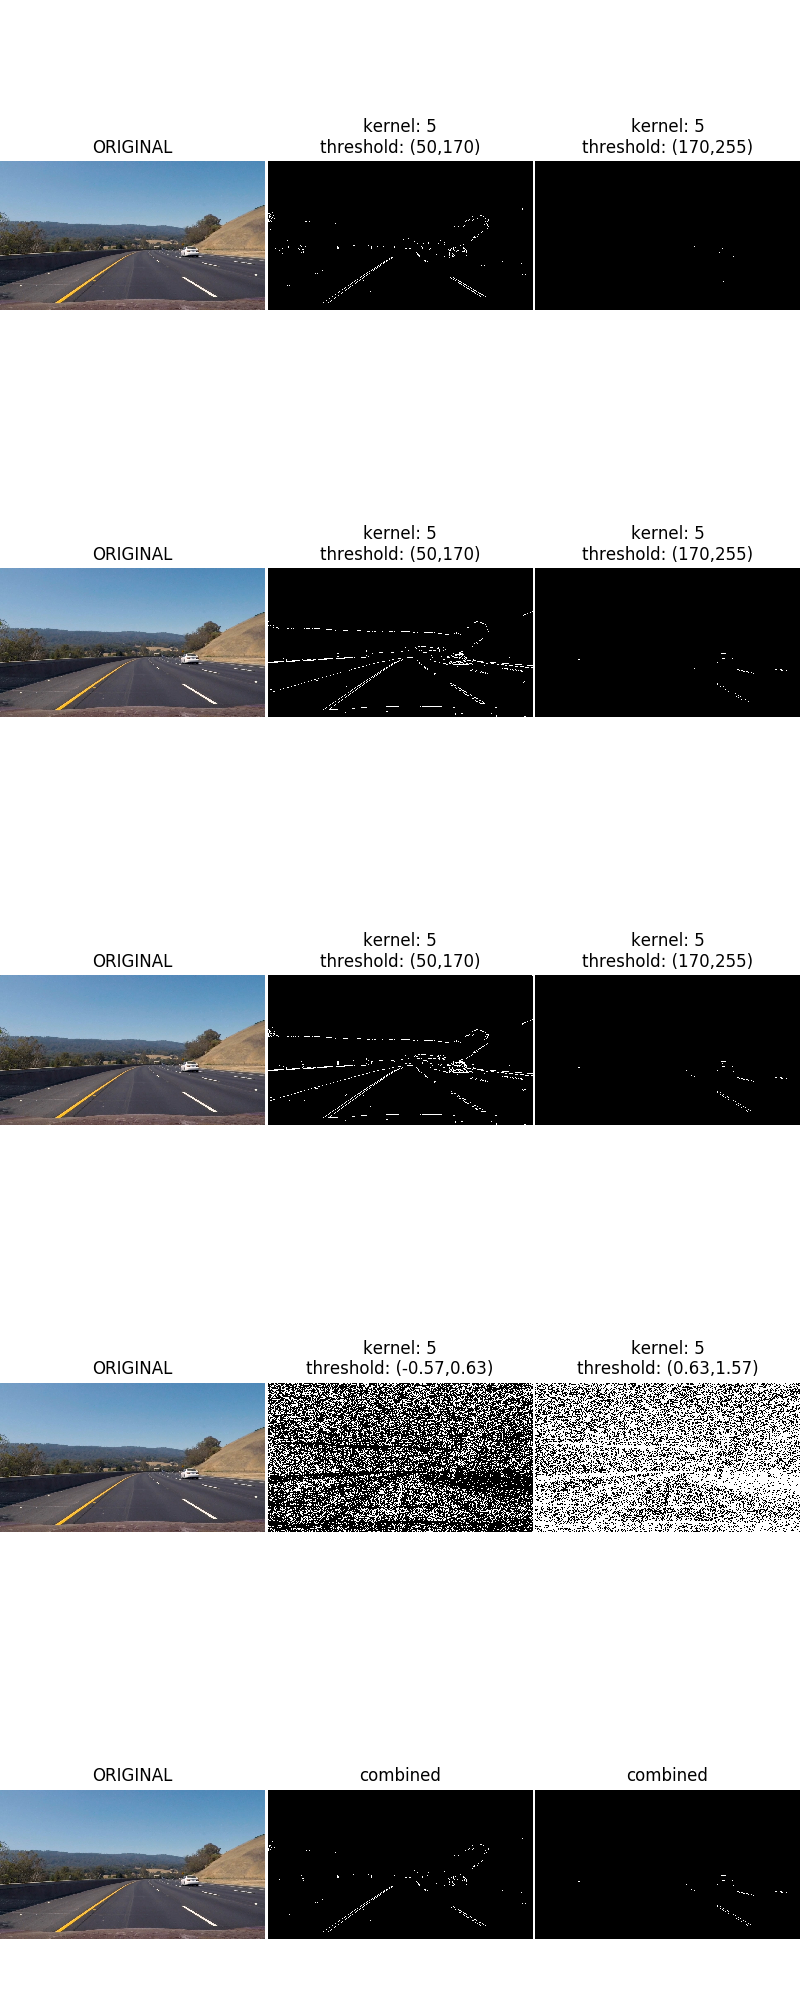 ORIGINAL
kernel: 5
threshold: (50,170)
kernel: 5
threshold: (170,255)
ORIGINAL
kernel: 5
threshold: (50,170)
kernel: 5
threshold: (170,255)
ORIGINAL
kernel: 5
threshold: (50,170)
kernel: 5
threshold: (170,255)
ORIGINAL
kernel: 5
threshold: (-0.57,0.63)
kernel: 5
threshold: (0.63,1.57)
ORIGINAL
combined
combined